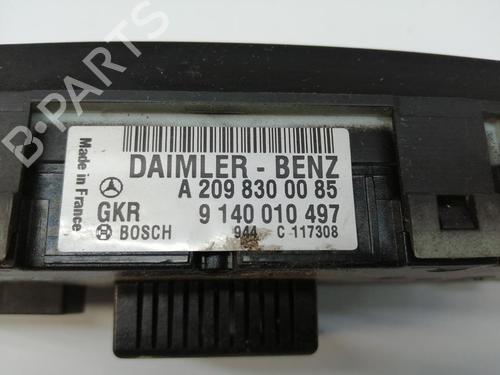 B-PARTS
Made in France
DAIMLER - BENZ
A 209 830 00 85
GKR 9 140 010 497
BOSCH 944 C 117308